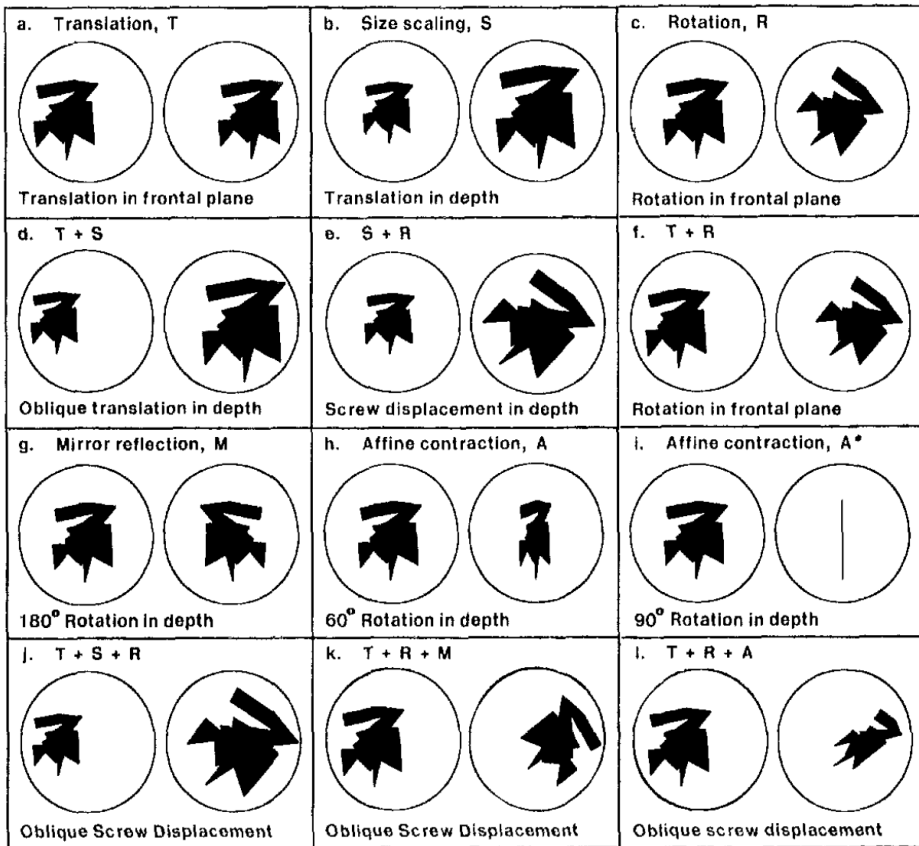 a. Translation, T
Translation in frontal plane
b. Size scaling, S
Translation in depth
c. Rotation, R
Rotation in frontal plane
d. T + S
Oblique translation in depth
e. S + R
Screw displacement in depth
f. T + R
Rotation in frontal plane
g. Mirror reflection, M
180° Rotation in depth
h. Affine contraction, A
60° Rotation in depth
i. Affine contraction, A*
90° Rotation in depth
j. T + S + R
Oblique Screw Displacement
k. T + R + M
Oblique Screw Displacement
l. T + R + A
Oblique screw displacement